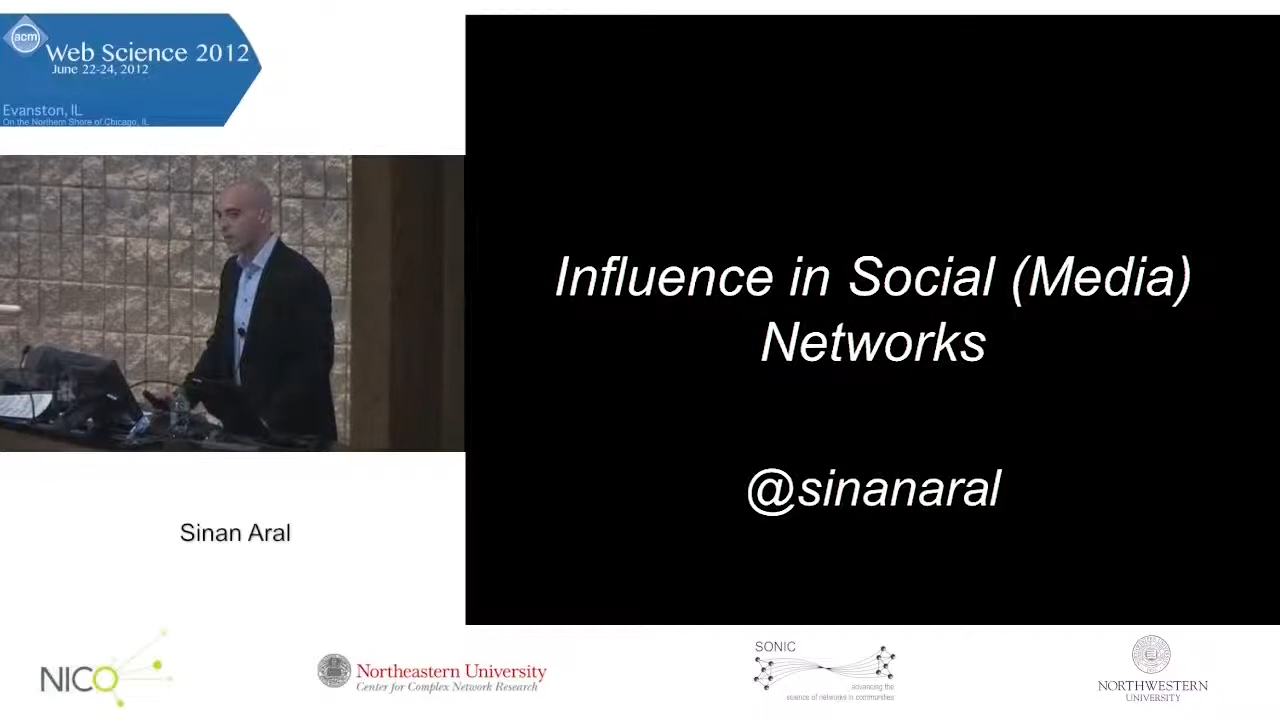 acm
Web Science 2012
June 22-24, 2012
Evanston, IL
On the Northern Shore of Chicago, IL
Influence in Social (Media)
Networks
@sinanaral
Sinan Aral
NICO
Northeastern University
Center for Complex Network Research
SONIC
advancing the
science of networks in communities
NORTHWESTERN
UNIVERSITY